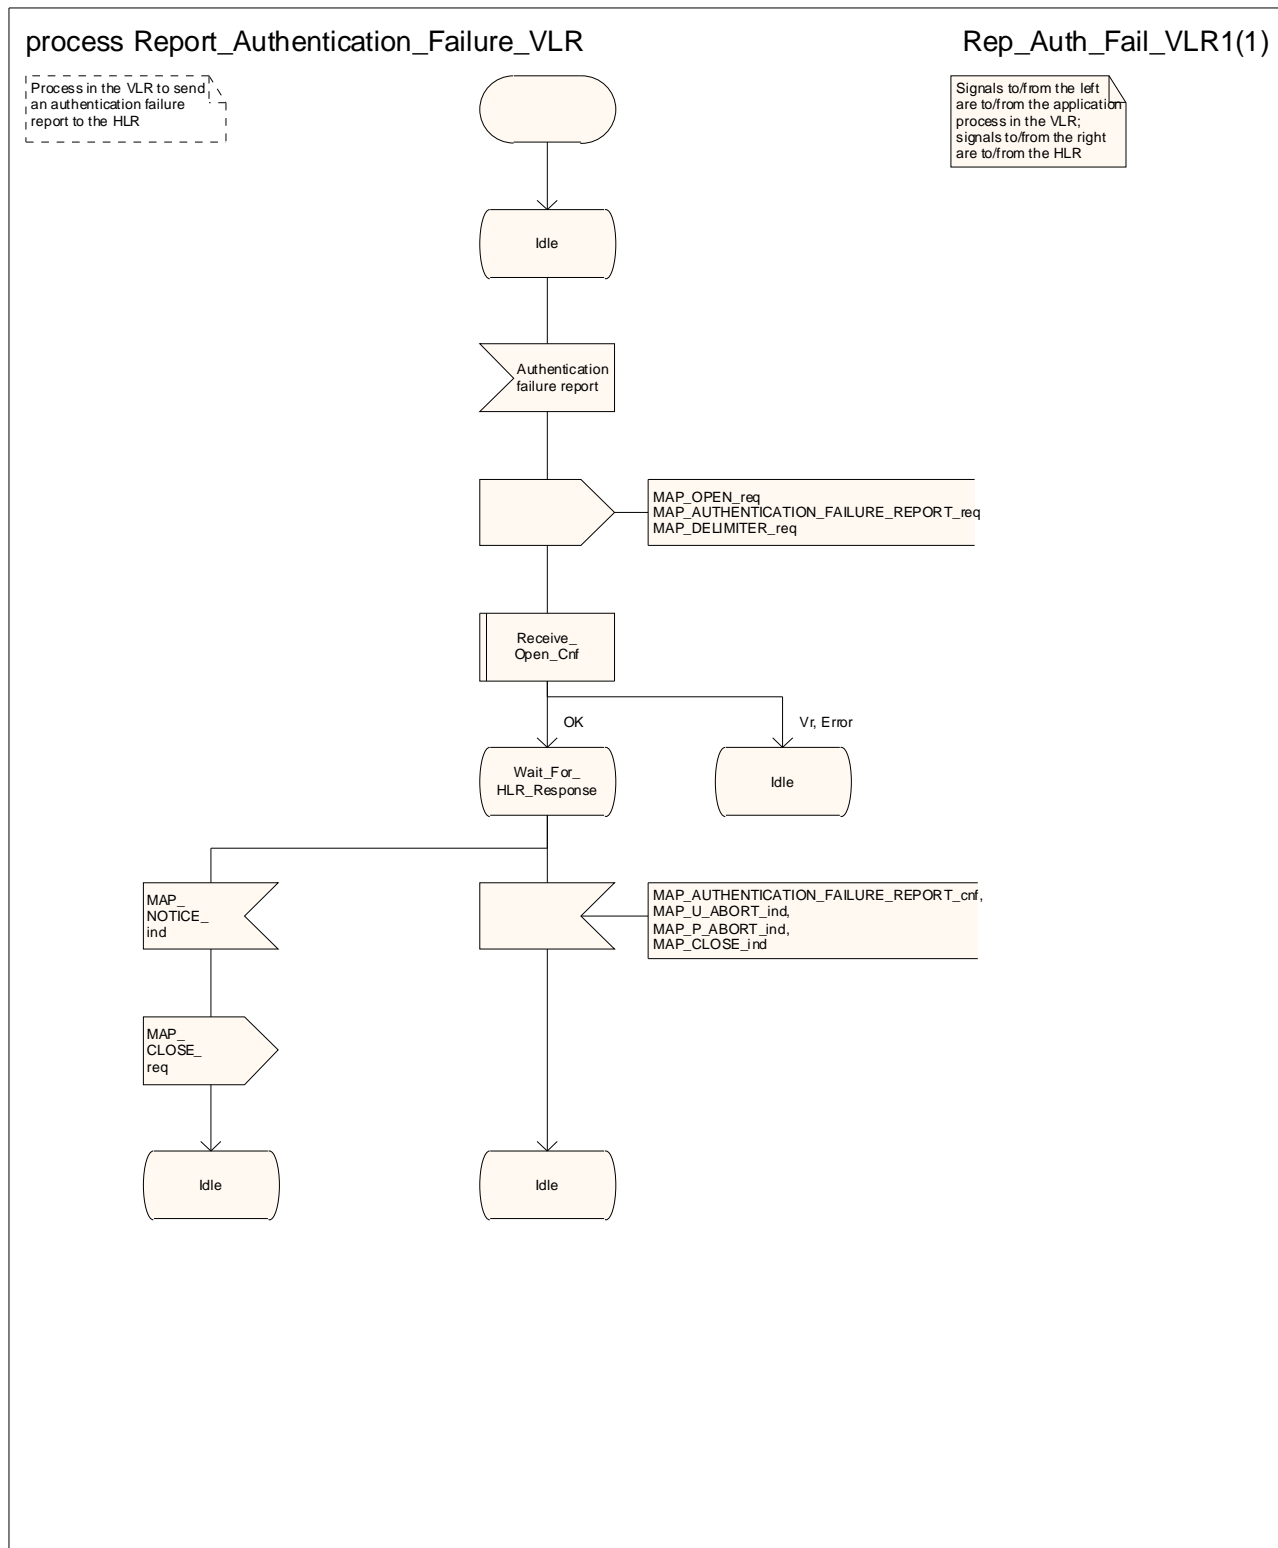 process Report_Authentication_Failure_VLR
Rep_Auth_Fail_VLR1(1)
Process in the VLR to send
an authentication failure
report to the HLR
Signals to/from the left
are to/from the application
process in the VLR;
signals to/from the right
are to/from the HLR
Idle
Authentication
failure report
MAP_OPEN_req
MAP_AUTHENTICATION_FAILURE_REPORT_req
MAP_DELIMITER_req
Receive_
Open_Cnf
OK
Vr, Error
Wait_For_
HLR_Response
Idle
MAP_
NOTICE_
ind
MAP_AUTHENTICATION_FAILURE_REPORT_cnf,
MAP_U_ABORT_ind,
MAP_P_ABORT_ind,
MAP_CLOSE_ind
MAP_
CLOSE_
req
Idle
Idle